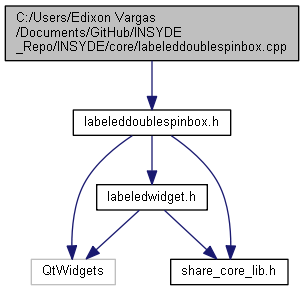 C:/Users/Edixon Vargas
/Documents/GitHub/INSYDE
_Repo/INSYDE/core/labeleddoublespinbox.cpp
labeleddoublespinbox.h
labeledwidget.h
QtWidgets
share_core_lib.h